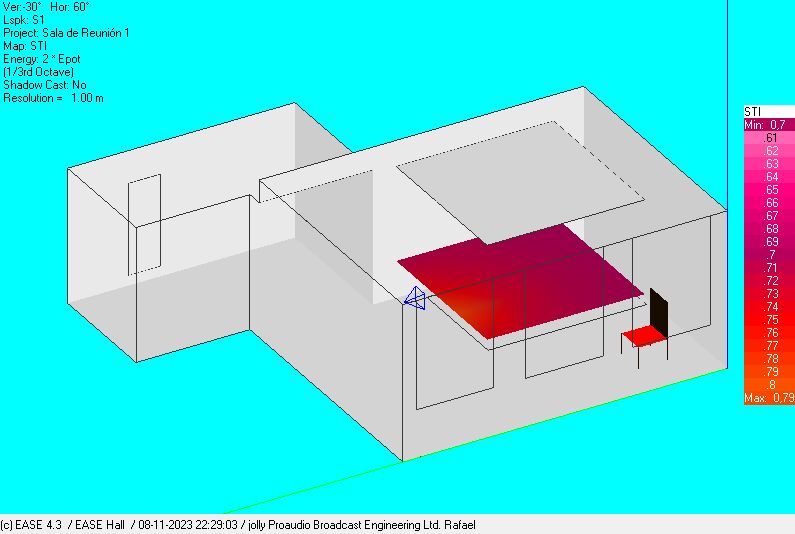 Ver:-30° Hor: 60°
Lspk: S1
Project: Sala de Reunión 1
Map: STI
Energy: 2 * Epot
(1/3rd Octave)
Shadow Cast: No
Resolution = 1.00 m
STI
Min: 0,7
.61
.62
.63
.64
.65
.66
.67
.68
.69
.7
.71
.72
.73
.74
.75
.76
.77
.78
.79
.8
Max: 0,79
(c) EASE 4.3 / EASE Hall / 08-11-2023 22:29:03 / jolly Proaudio Broadcast Engineering Ltd. Rafael